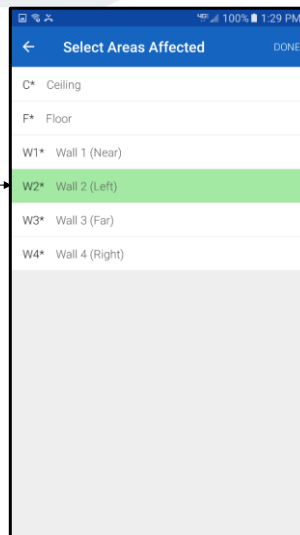 100% 1:29 PM
Select Areas Affected DONE
C* Ceiling
F* Floor
W1* Wall 1 (Near)
W2* Wall 2 (Left)
W3* Wall 3 (Far)
W4* Wall 4 (Right)